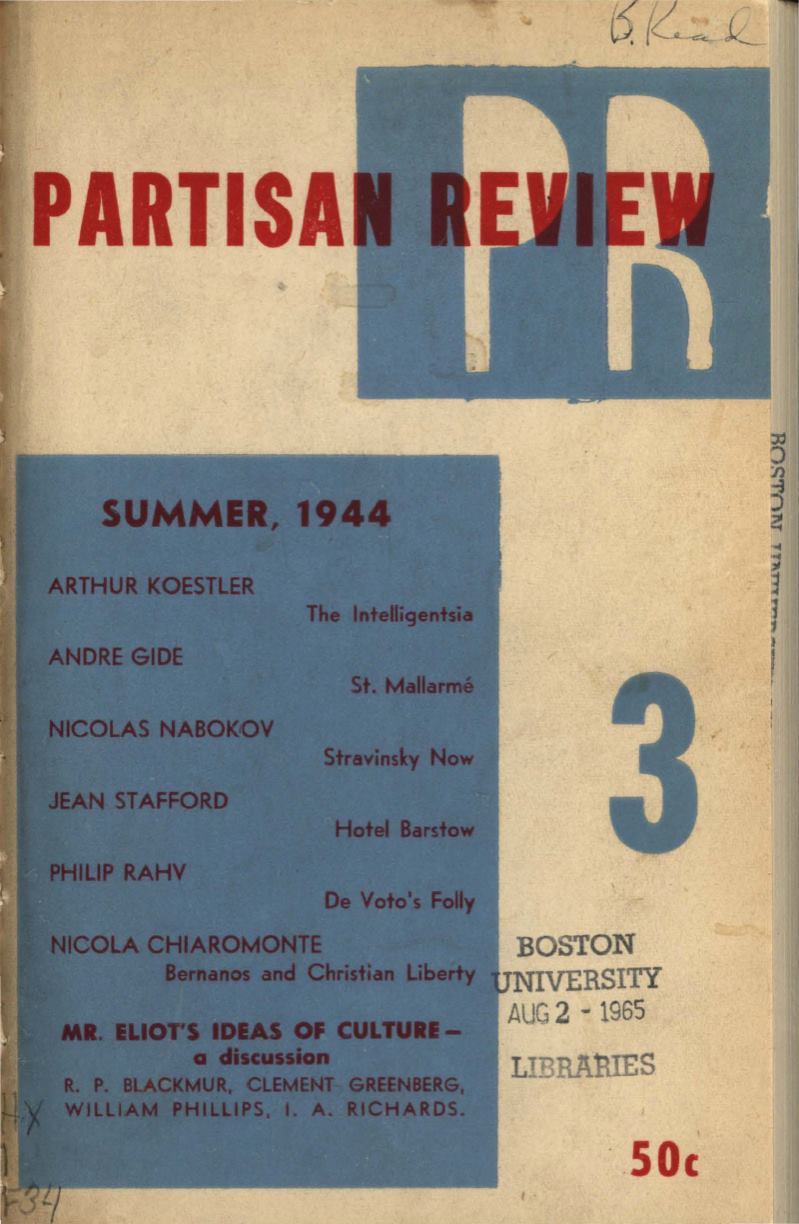 B. Read
PR
PARTISAN REVIEW
SUMMER, 1944
ARTHUR KOESTLER
The Intelligentsia
ANDRE GIDE
St. Mallarmé
NICOLAS NABOKOV
Stravinsky Now
JEAN STAFFORD
Hotel Barstow
PHILIP RAHV
De Voto's Folly
NICOLA CHIAROMONTE
Bernanos and Christian Liberty
MR. ELIOT'S IDEAS OF CULTURE—
a discussion
R. P. BLACKMUR, CLEMENT GREENBERG,
WILLIAM PHILLIPS, I. A. RICHARDS.
3
BOSTON
UNIVERSITY
AUG 2 - 1965
LIBRARIES
50c
BOSTON